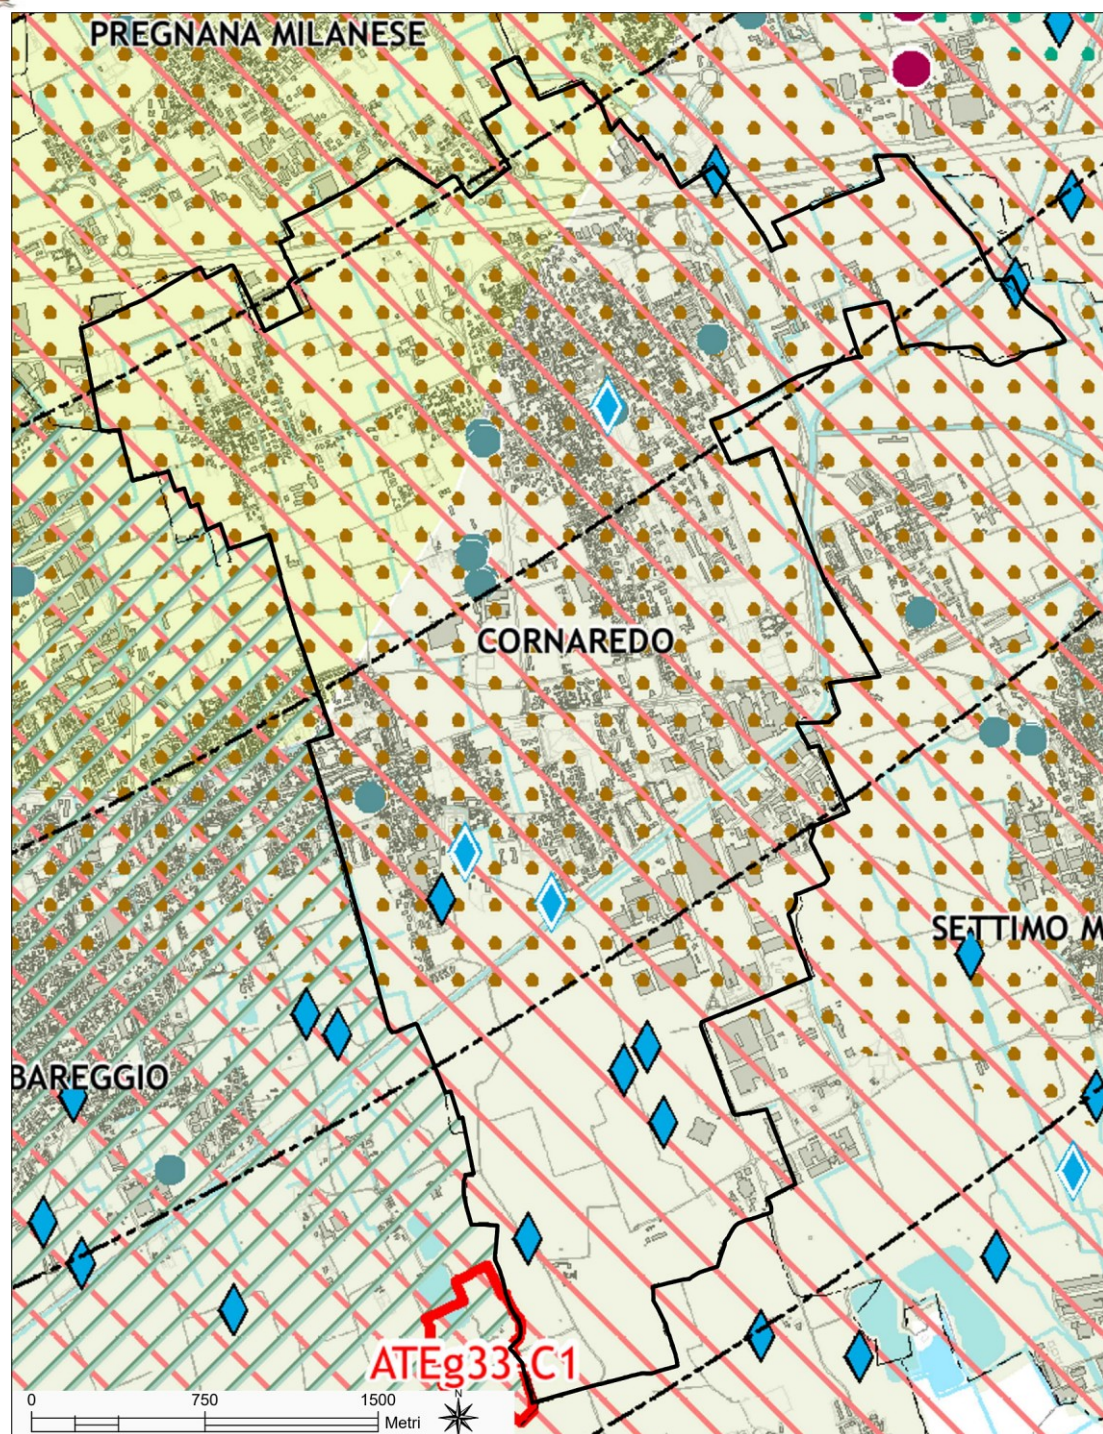 PREGNANA MILANESE
CORNAREDO
SETTIMO M
BAREGGIO
ATEg33-C1
0 750 1500
Metri
N